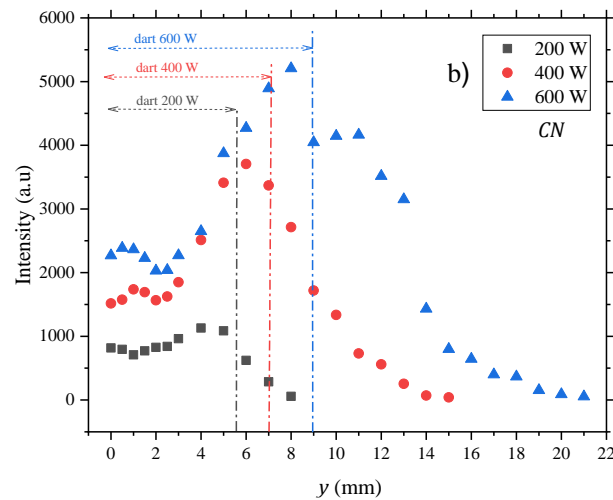 6000
5000
4000
3000
2000
1000
0
Intensity (a.u)
dart 600 W
dart 400 W
dart 200 W
b)
200 W
400 W
600 W
CN
0 2 4 6 8 10 12 14 16 18 20 22
y (mm)